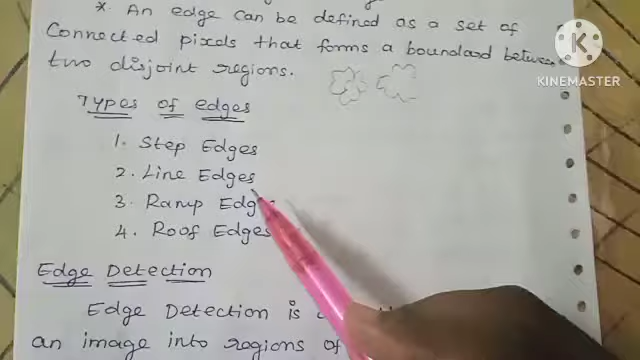 * An edge can be defined as a set of
Connected pixels that forms a boundard between
two disjoint regions.
Types of edges
1. Step Edges
2. Line Edges
3. Ramp Edges
4. Roof Edges
Edge Detection
Edge Detection is
an image into regions of
KINEMASTER